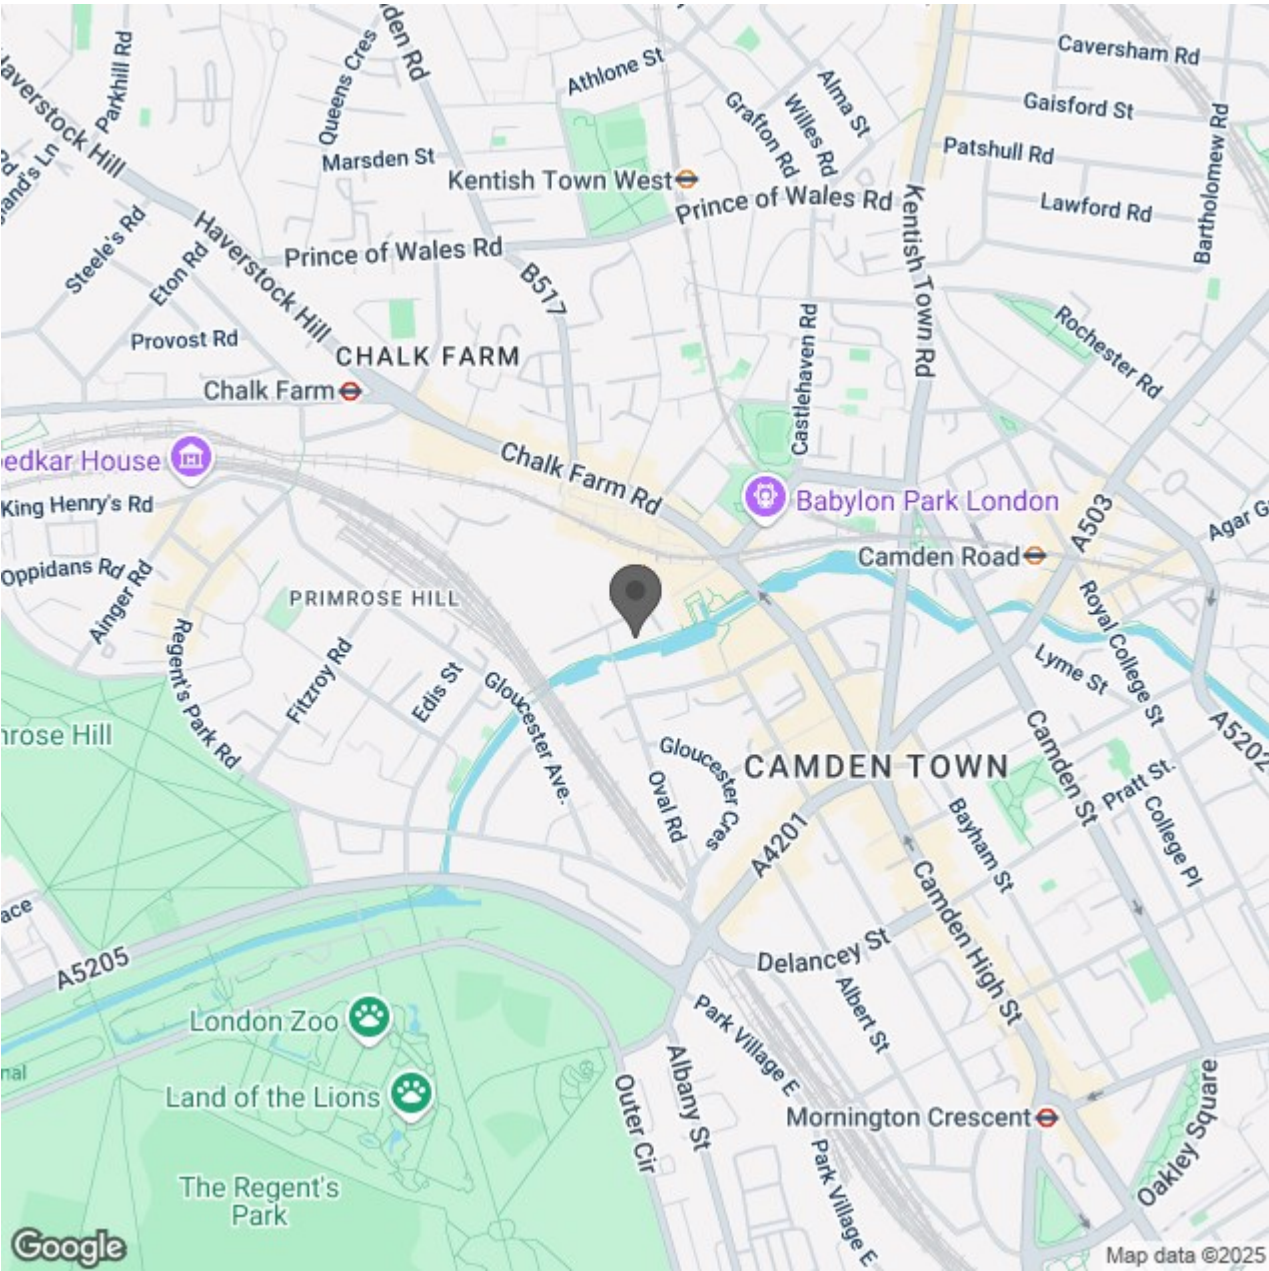 den Rd
Caversham Rd
Parkhill Rd
Queens Cres
Athlone St
Alma St
Haverstock Hill
Willes Rd
Gaisford St
Grafton Rd
Bartholomew Rd
Patshull Rd
Marsden St
Kentish Town West
Rd
land's Ln
Prince of Wales Rd
Lawford Rd
Steele's Rd
Haverstock Hill
Prince of Wales Rd
Kentish Town Rd
Eton Rd
B517
Provost Rd
Castlehaven Rd
Rochester Rd
CHALK FARM
Chalk Farm
Chalk Farm Rd
edkar House
King Henry's Rd
Babylon Park London
A503
Agar G
Camden Road
Oppidans Rd
Ainger Rd
PRIMROSE HILL
Royal College St
Regent's Park Rd
Fitzroy Rd
Edis St
Gloucester Ave.
Lyme St
nrose Hill
Gloucester Cres
CAMDEN TOWN
Camden St
A5202
Oval Rd
Pratt St.
A4201
Bayham St
College Pl
ace
Camden High St
A5205
Delancey St
Albert St
London Zoo
Park Village E
Land of the Lions
nal
Outer Cir
Albany St
Mornington Crescent
Oakley Square
Park Village E
The Regent's
Park
Google
Map data ©2025